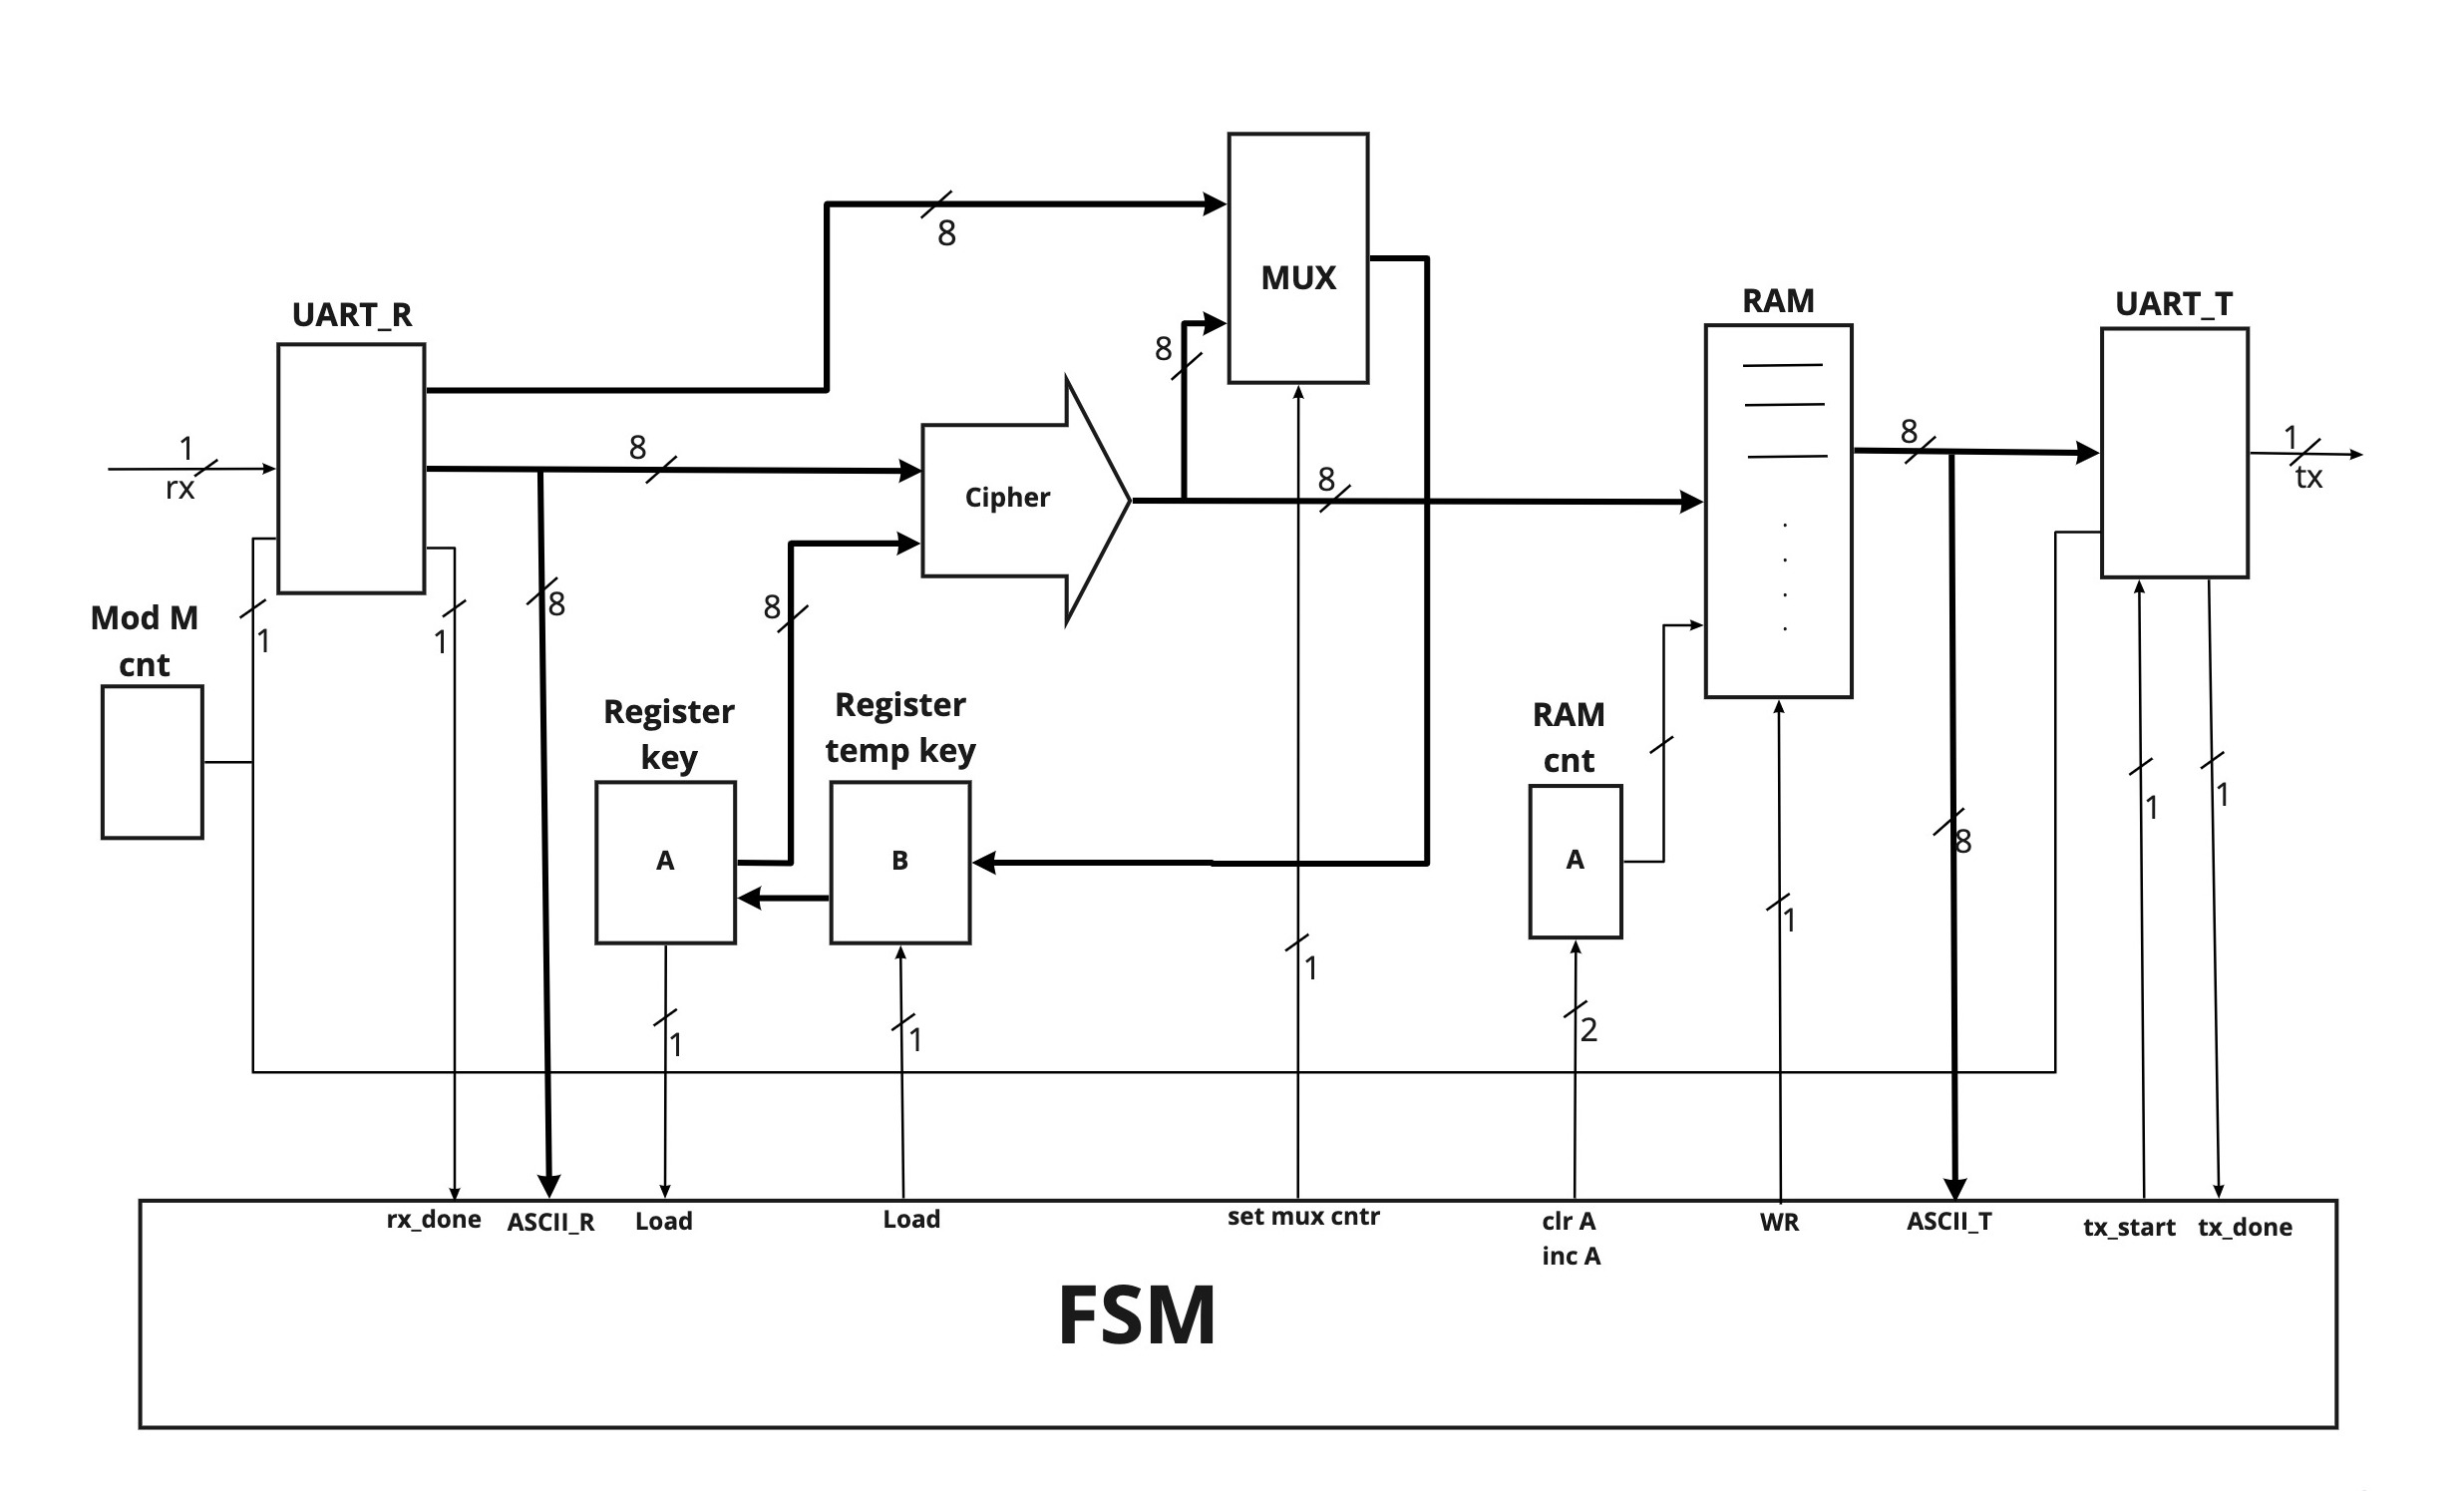 8
MUX
UART_R
RAM
UART_T
8
8
8
8
1
1
rx
Cipher
8
tx
8
8
Mod M
cnt
1
1
Register
key
Register
temp key
RAM
cnt
1
1
8
A
B
A
1
1
1
1
2
rx_done
ASCII_R
Load
Load
set mux cntr
clr A
inc A
WR
ASCII_T
tx_start
tx_done
FSM